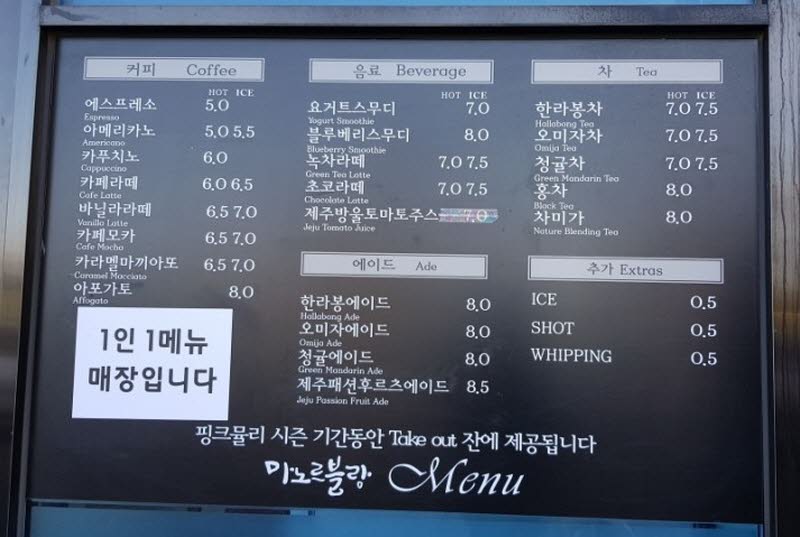 커피 Coffee
HOT ICE
에스프레소 5.0
Espresso
아메리카노 5.0 5.5
Americano
카푸치노 6.0
Cappuccino
카페라떼 6.0 6.5
Cafe Latte
바닐라라떼 6.5 7.0
Vanilla Latte
카페모카 6.5 7.0
Cafe Mocha
카라멜마끼아또 6.5 7.0
Caramel Macciato
아포가토 8.0
Affogato
1인 1메뉴
매장입니다
음료 Beverage
HOT ICE
요거트스무디 7.0
Yogurt Smoothie
블루베리스무디 8.0
Blueberry Smoothie
녹차라떼 7.0 7.5
Green Tea Latte
초코라떼 7.0 7.5
Chocolate Latte
제주방울토마토주스 7.0
Jeju Tomato Juice
에이드 Ade
한라봉에이드 8.0
Hallabong Ade
오미자에이드 8.0
Omija Ade
청귤에이드 8.0
Green Mandarin Ade
제주패션후르츠에이드 8.5
Jeju Passion Fruit Ade
차 Tea
HOT ICE
한라봉차 7.0 7.5
Hallabong Tea
오미자차 7.0 7.5
Omija Tea
청귤차 7.0 7.5
Green Mandarin Tea
홍차 8.0
Black Tea
차미가 8.0
Nature Blending Tea
추가 Extras
ICE 0.5
SHOT 0.5
WHIPPING 0.5
핑크뮬리 시즌 기간동안 Take out 잔에 제공됩니다
미노르블랑 Menu